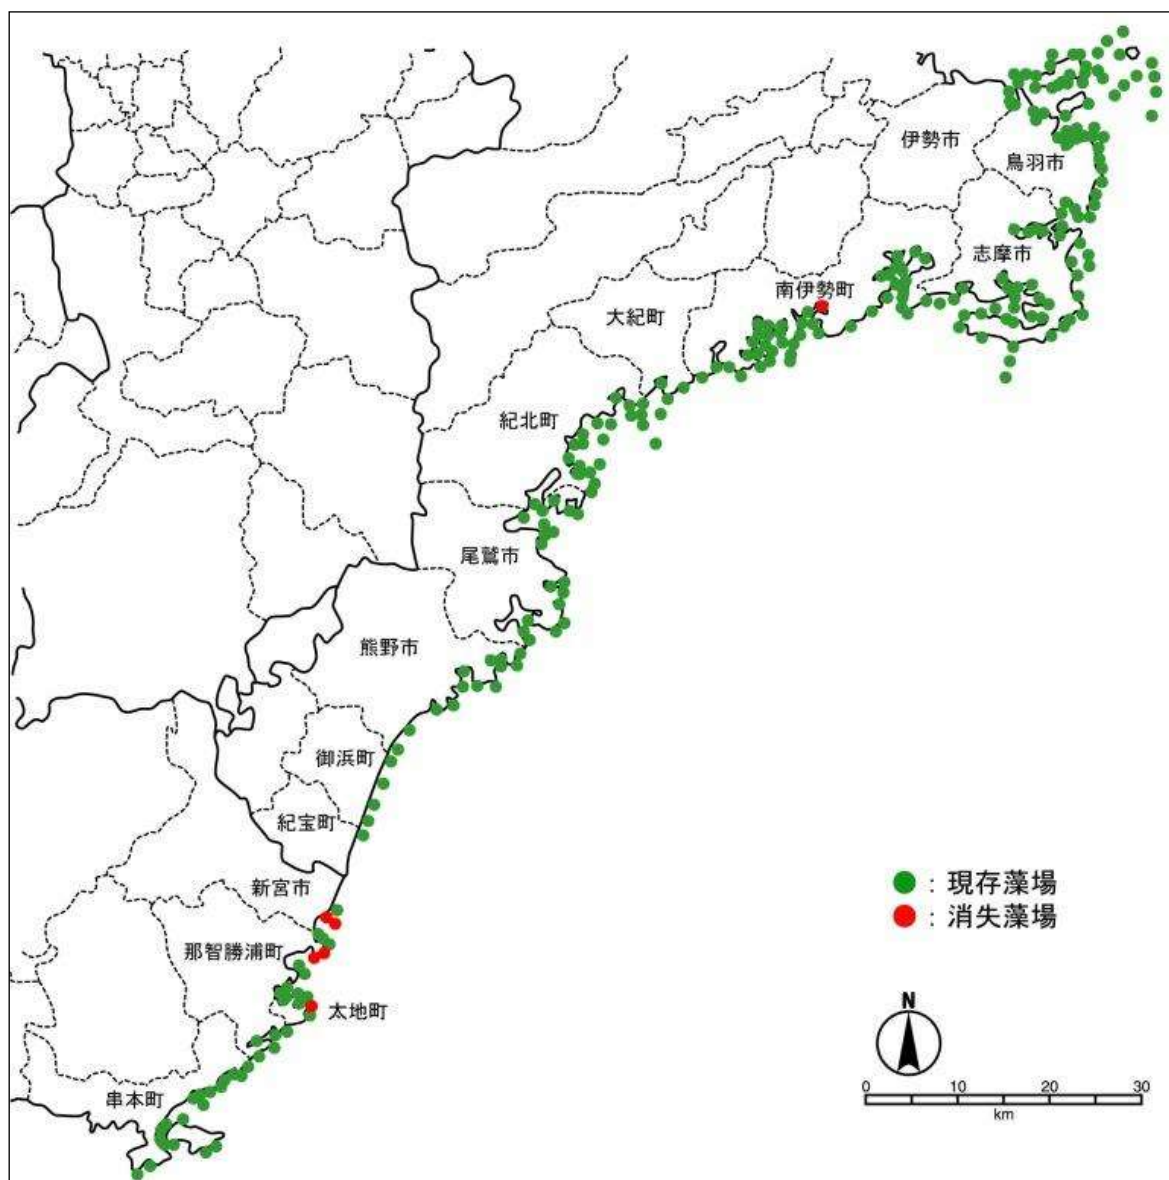 伊勢市
鳥羽市
志摩市
南伊勢町
大紀町
紀北町
尾鷲市
熊野市
御浜町
紀宝町
新宮市
那智勝浦町
太地町
串本町
：現存藻場
：消失藻場
N
0 10 20 30
km